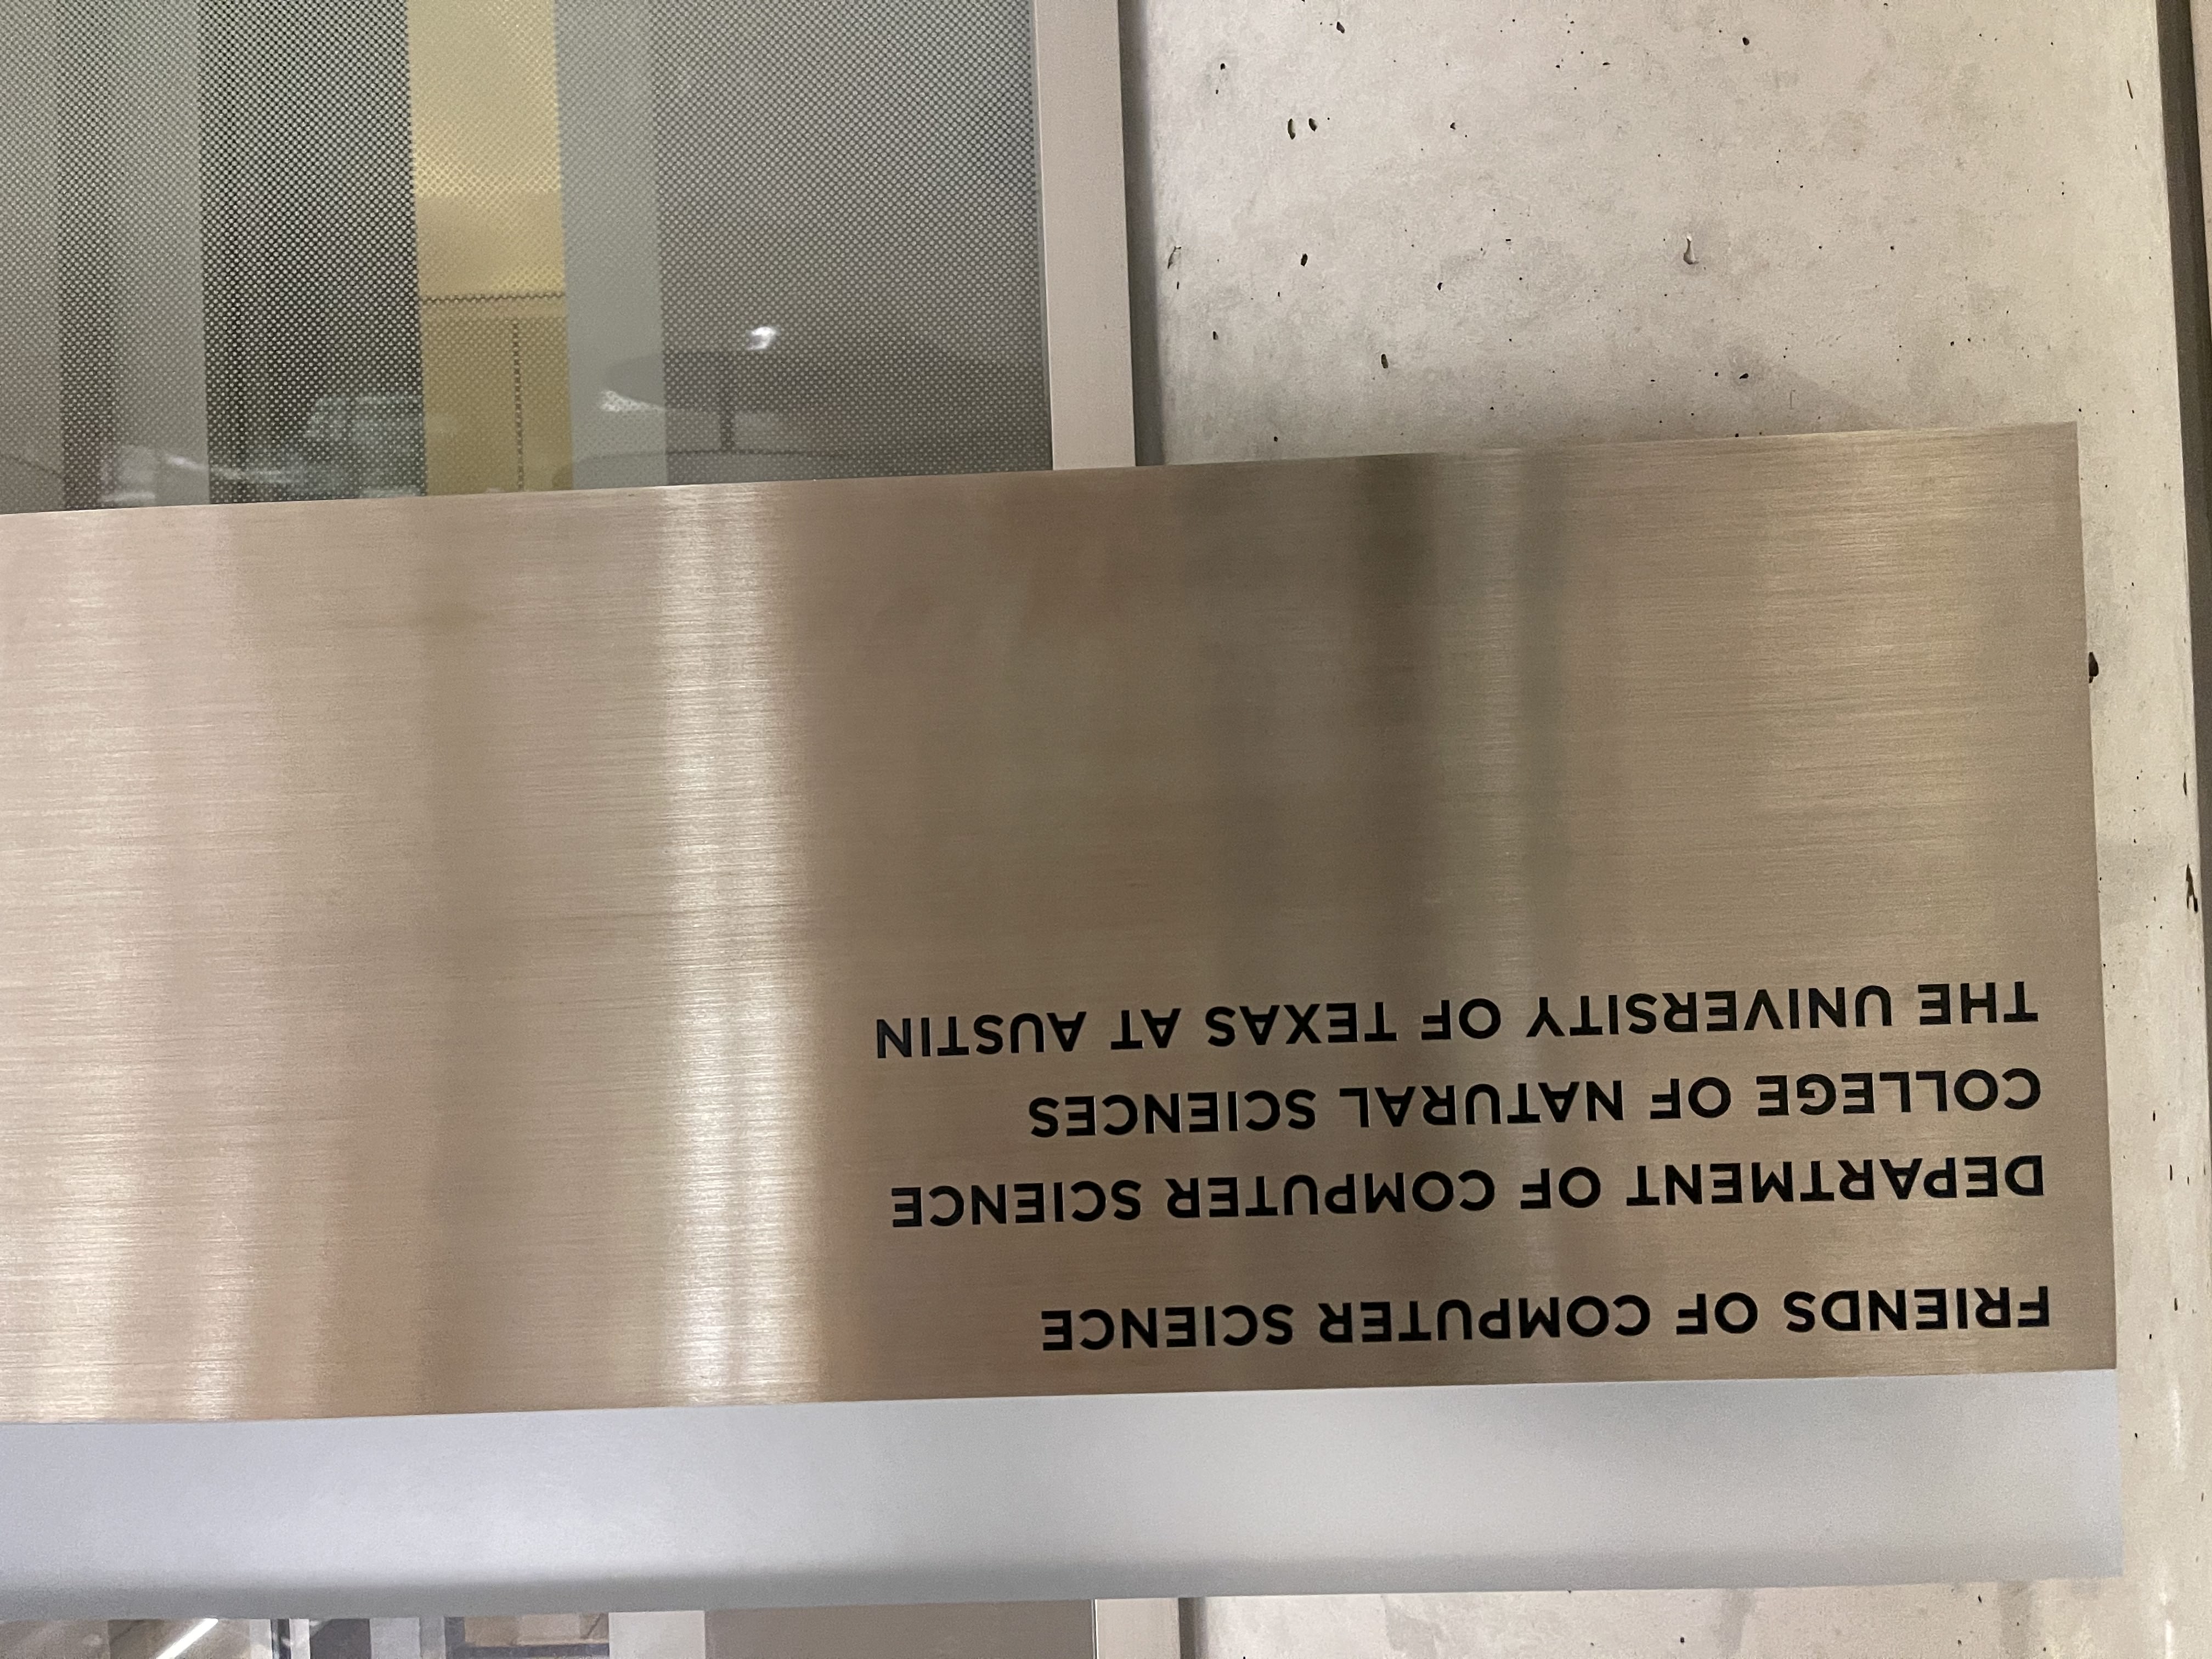 FRIENDS OF COMPUTER SCIENCE
DEPARTMENT OF COMPUTER SCIENCE
COLLEGE OF NATURAL SCIENCES
THE UNIVERSITY OF TEXAS AT AUSTIN